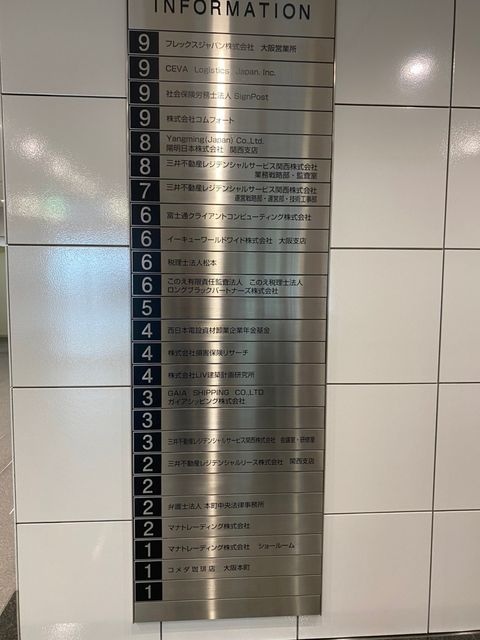 INFORMATION
9 フレックスジャパン株式会社 大阪営業所
9 CEVA Logistics Japan, Inc.
9 社会保険労務士法人 SignPost
9 株式会社コムフォート
8 Yangming(Japan) Co.,Ltd.
陽明日本株式会社 関西支店
8 三井不動産レジデンシャルサービス関西株式会社
業務戦略部・監査室
7 三井不動産レジデンシャルサービス関西株式会社
運営戦略部・運営部・技術工事部
6 富士通クライアントコンピューティング株式会社
6 イーキューワールドワイド株式会社 大阪支店
6 税理士法人松本
6 このえ有限責任監査法人 このえ税理士法人
ロングブラックパートナーズ株式会社
5
4 西日本電設資材卸業企業年金基金
4 株式会社損害保険リサーチ
4 株式会社LIV建築計画研究所
3 GAIA SHIPPING CO.,LTD
ガイアシッピング株式会社
3
3 三井不動産レジデンシャルサービス関西株式会社 会議室・研修室
2 三井不動産レジデンシャルリース株式会社 関西支店
2
2 弁護士法人 本町中央法律事務所
2 マナトレーディング株式会社
1 マナトレーディング株式会社 ショールーム
1 コメダ珈琲店 大阪本町
1